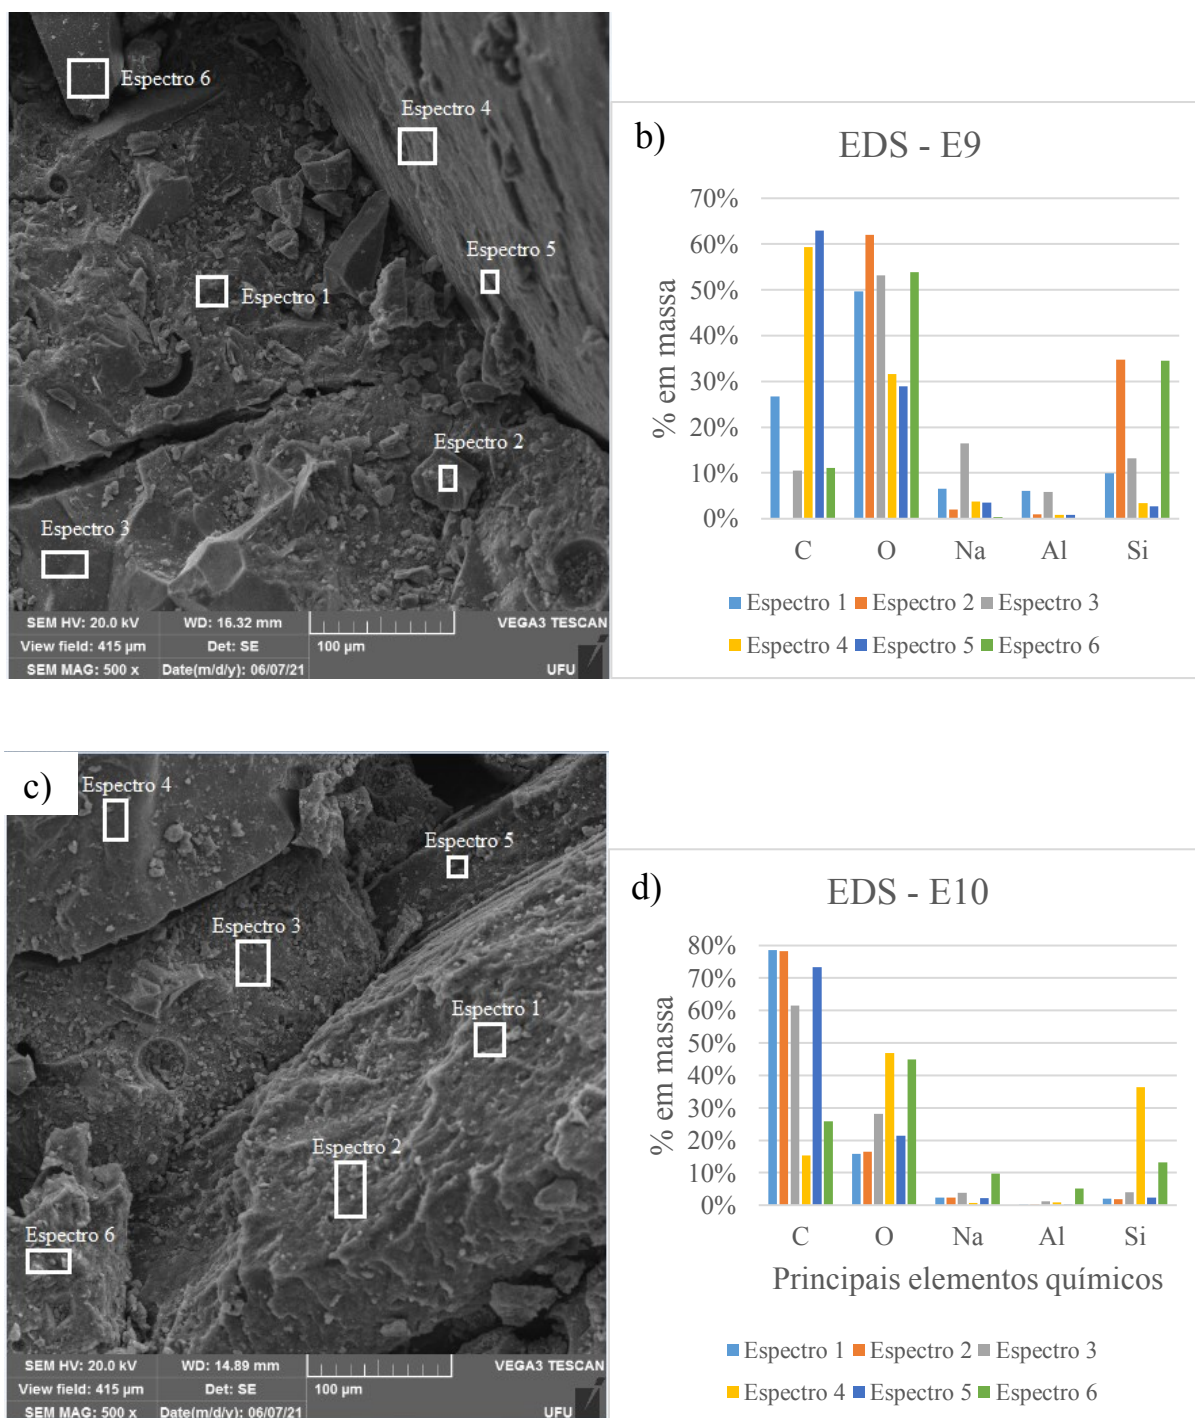 Espectro 6
Espectro 4
Espectro 5
Espectro 1
Espectro 2
Espectro 3
SEM HV: 20.0 kV WD: 16.32 mm VEGA3 TESCAN
View field: 415 µm Det: SE 100 µm
SEM MAG: 500 x Date(m/d/y): 06/07/21 UFU
b)
EDS - E9
% em massa
70%
60%
50%
40%
30%
20%
10%
0%
C O Na Al Si
Espectro 1 Espectro 2 Espectro 3
Espectro 4 Espectro 5 Espectro 6
c)
Espectro 4
Espectro 5
Espectro 3
Espectro 1
Espectro 2
Espectro 6
SEM HV: 20.0 kV WD: 14.89 mm VEGA3 TESCAN
View field: 415 µm Det: SE 100 µm
SEM MAG: 500 x Date(m/d/y): 06/07/21 UFU
d)
EDS - E10
% em massa
80%
70%
60%
50%
40%
30%
20%
10%
0%
C O Na Al Si
Principais elementos químicos
Espectro 1 Espectro 2 Espectro 3
Espectro 4 Espectro 5 Espectro 6